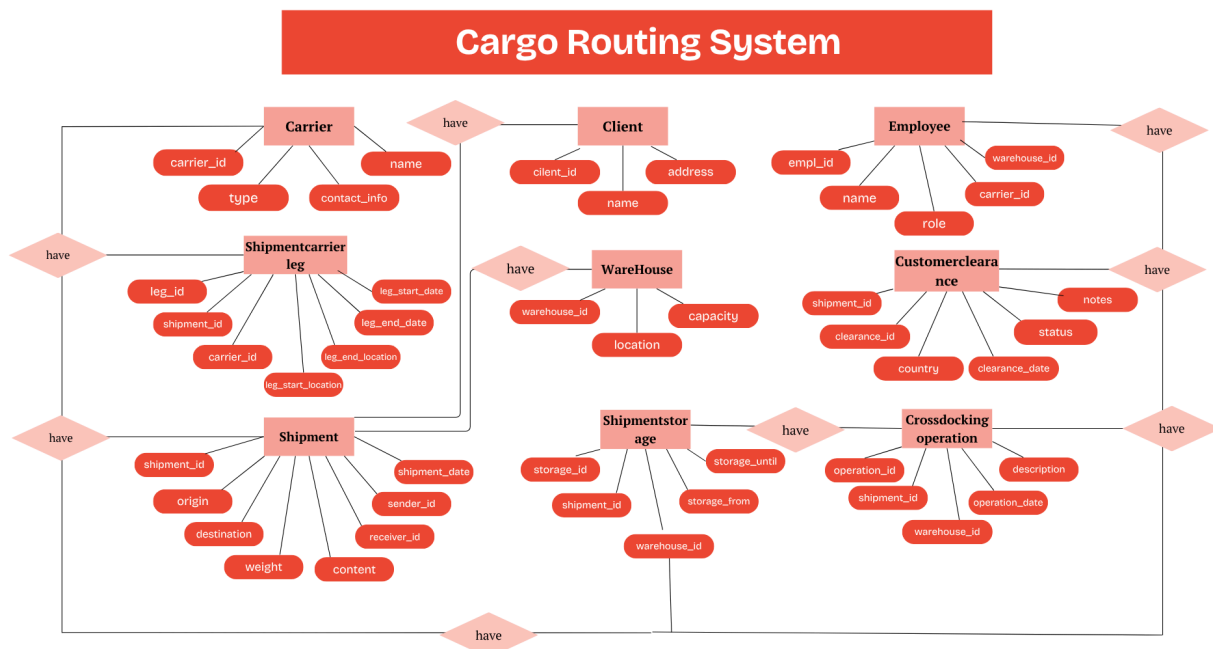 Cargo Routing System
have
Carrier
carrier_id
type
contact_info
name
have
Client
cilent_id
name
address
Employee
empl_id
name
role
carrier_id
warehouse_id
have
have
Shipmentcarrier
leg
leg_id
shipment_id
carrier_id
leg_start_location
leg_end_location
leg_end_date
leg_start_date
have
WareHouse
warehouse_id
location
capacity
Customercleara
nce
shipment_id
clearance_id
country
clearance_date
status
notes
have
Shipment
shipment_id
origin
destination
weight
content
receiver_id
sender_id
shipment_date
Shipmentstor
age
storage_id
shipment_id
warehouse_id
storage_from
storage_until
have
Crossdocking
operation
operation_id
shipment_id
warehouse_id
operation_date
description
have
have